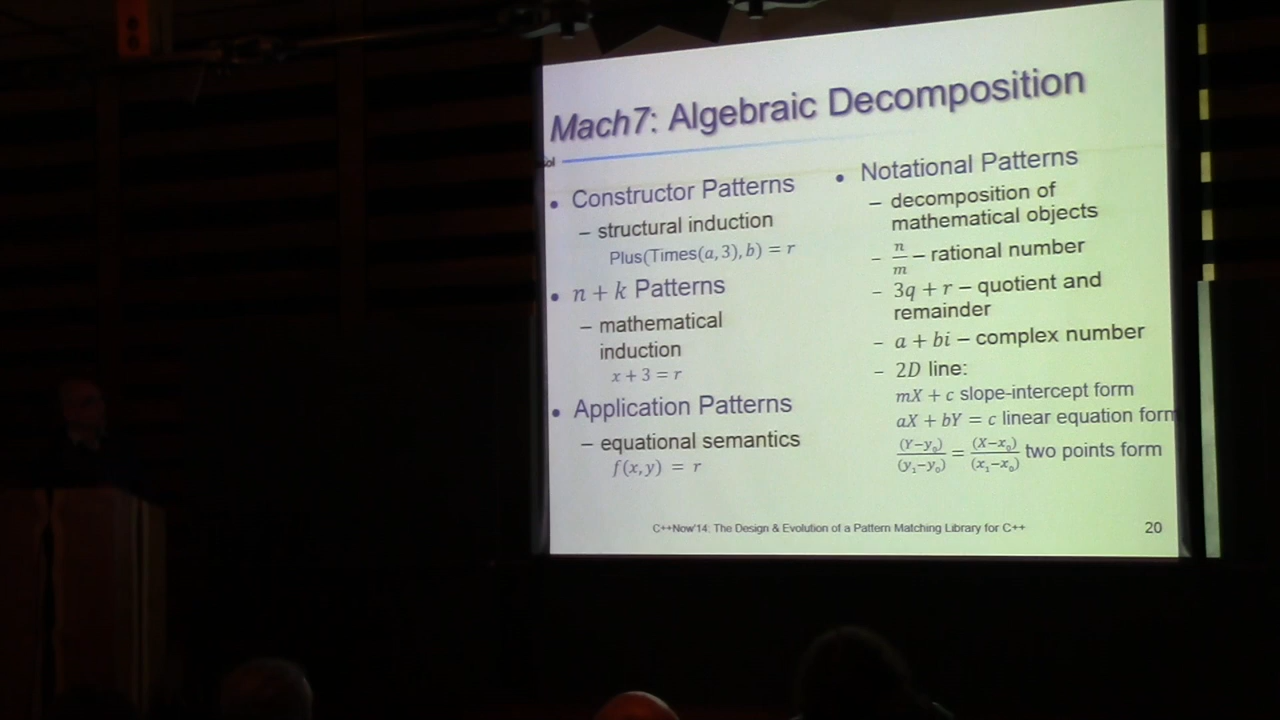 Mach7: Algebraic Decomposition
ol
• Constructor Patterns
– structural induction
Plus(Times(a, 3), b) = r
• n + k Patterns
– mathematical
induction
x + 3 = r
• Application Patterns
– equational semantics
f(x, y) = r
• Notational Patterns
– decomposition of
mathematical objects
– n/m – rational number
– 3q + r – quotient and
remainder
– a + bi – complex number
– 2D line:
mX + c slope-intercept form
aX + bY = c linear equation form
(Y−y₀)/(y₁−y₀) = (X−x₀)/(x₁−x₀) two points form
C++Now'14: The Design & Evolution of a Pattern Matching Library for C++
20